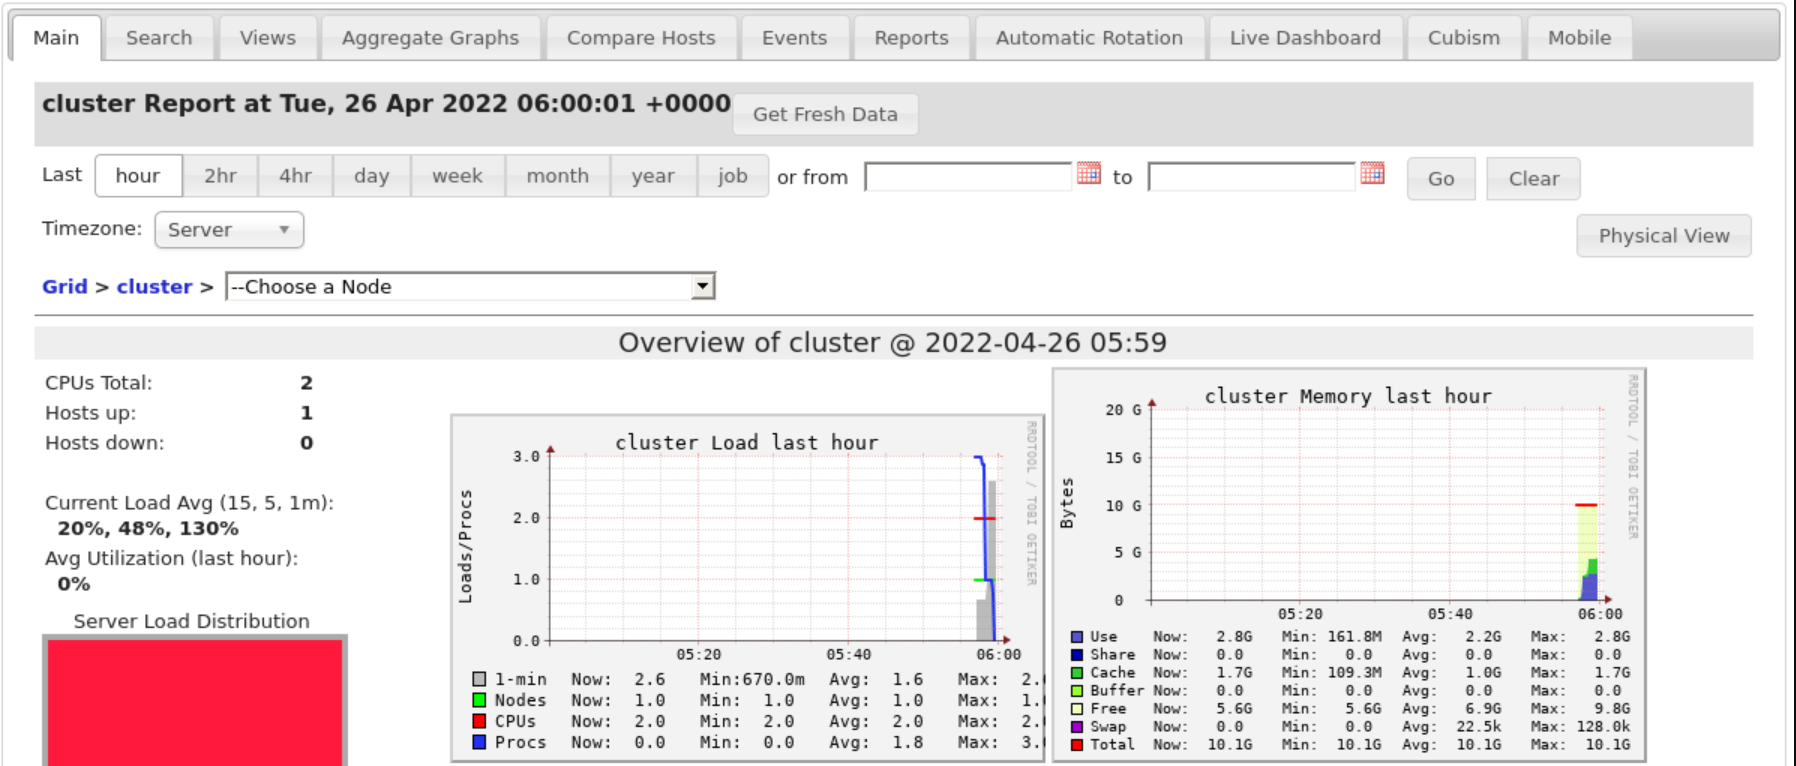 Main Search Views Aggregate Graphs Compare Hosts Events Reports Automatic Rotation Live Dashboard Cubism Mobile
cluster Report at Tue, 26 Apr 2022 06:00:01 +0000 Get Fresh Data
Last hour 2hr 4hr day week month year job or from to Go Clear
Timezone: Server
Physical View
Grid > cluster > --Choose a Node
Overview of cluster @ 2022-04-26 05:59
CPUs Total: 2
Hosts up: 1
Hosts down: 0
Current Load Avg (15, 5, 1m):
20%, 48%, 130%
Avg Utilization (last hour):
0%
Server Load Distribution
cluster Load last hour
RRDTOOL / TOBI OETIKER
Loads/Procs
3.0
2.0
1.0
0.0
05:20 05:40 06:00
1-min Now: 2.6 Min:670.0m Avg: 1.6 Max: 2.
Nodes Now: 1.0 Min: 1.0 Avg: 1.0 Max: 1.
CPUs Now: 2.0 Min: 2.0 Avg: 2.0 Max: 2.
Procs Now: 0.0 Min: 0.0 Avg: 1.8 Max: 3.
cluster Memory last hour
RRDTOOL / TOBI OETIKER
Bytes
20 G
15 G
10 G
5 G
0
05:20 05:40 06:00
Use Now: 2.8G Min: 161.8M Avg: 2.2G Max: 2.8G
Share Now: 0.0 Min: 0.0 Avg: 0.0 Max: 0.0
Cache Now: 1.7G Min: 109.3M Avg: 1.0G Max: 1.7G
Buffer Now: 0.0 Min: 0.0 Avg: 0.0 Max: 0.0
Free Now: 5.6G Min: 5.6G Avg: 6.9G Max: 9.8G
Swap Now: 0.0 Min: 0.0 Avg: 22.5k Max: 128.0k
Total Now: 10.1G Min: 10.1G Avg: 10.1G Max: 10.1G